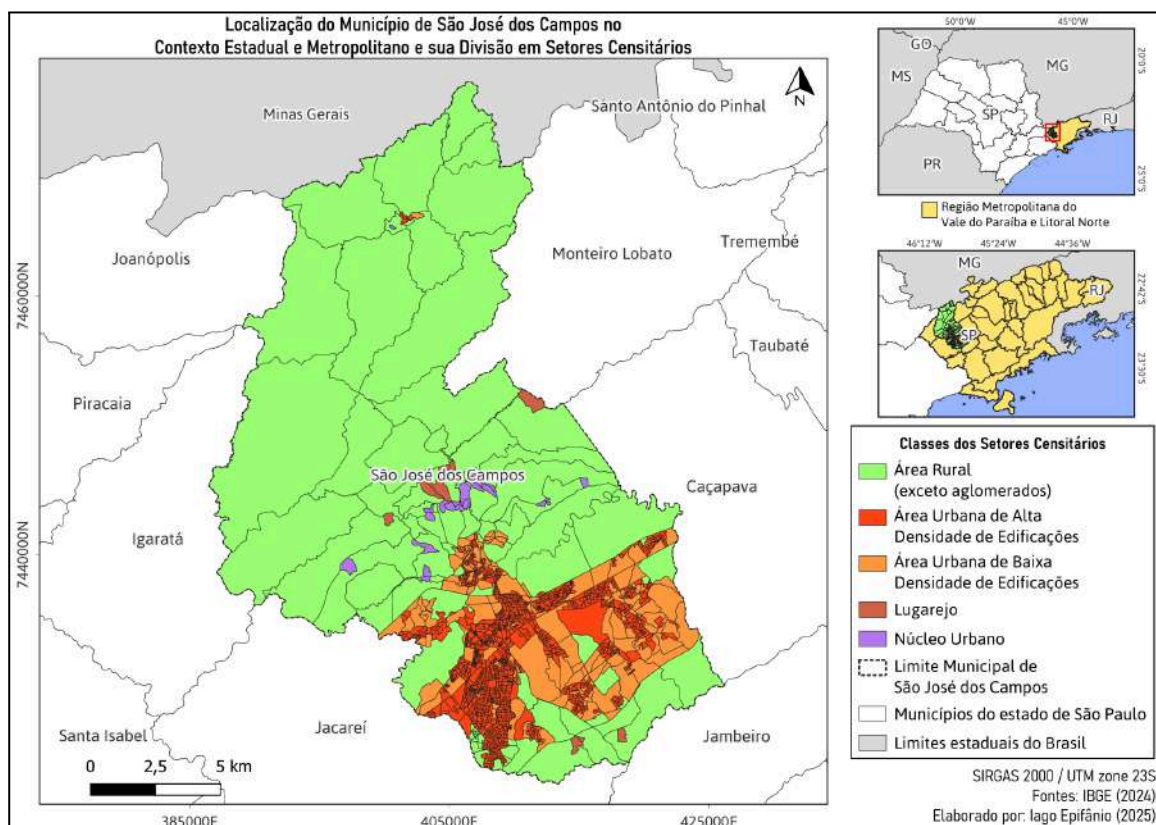 Localização do Município de São José dos Campos no
Contexto Estadual e Metropolitano e sua Divisão em Setores Censitários
Minas Gerais
Santo Antônio do Pinhal
N
Joanópolis
Monteiro Lobato
Tremembé
Taubaté
Piracaia
São José dos Campos
Caçapava
Igaratá
Santa Isabel
Jacareí
Jambeiro
0 2,5 5 km
7460000N
7440000N
385000E
405000E
425000E
50°0'W
45°0'W
GO
MG
MS
SP
RJ
PR
20°0'S
25°0'S
Região Metropolitana do
Vale do Paraíba e Litoral Norte
46°12'W
45°24'W
44°36'W
MG
RJ
SP
22°42'S
23°30'S
Classes dos Setores Censitários
Área Rural
(exceto aglomerados)
Área Urbana de Alta
Densidade de Edificações
Área Urbana de Baixa
Densidade de Edificações
Lugarejo
Núcleo Urbano
Limite Municipal de
São José dos Campos
Municípios do estado de São Paulo
Limites estaduais do Brasil
SIRGAS 2000 / UTM zone 23S
Fontes: IBGE (2024)
Elaborado por: Iago Epifânio (2025)